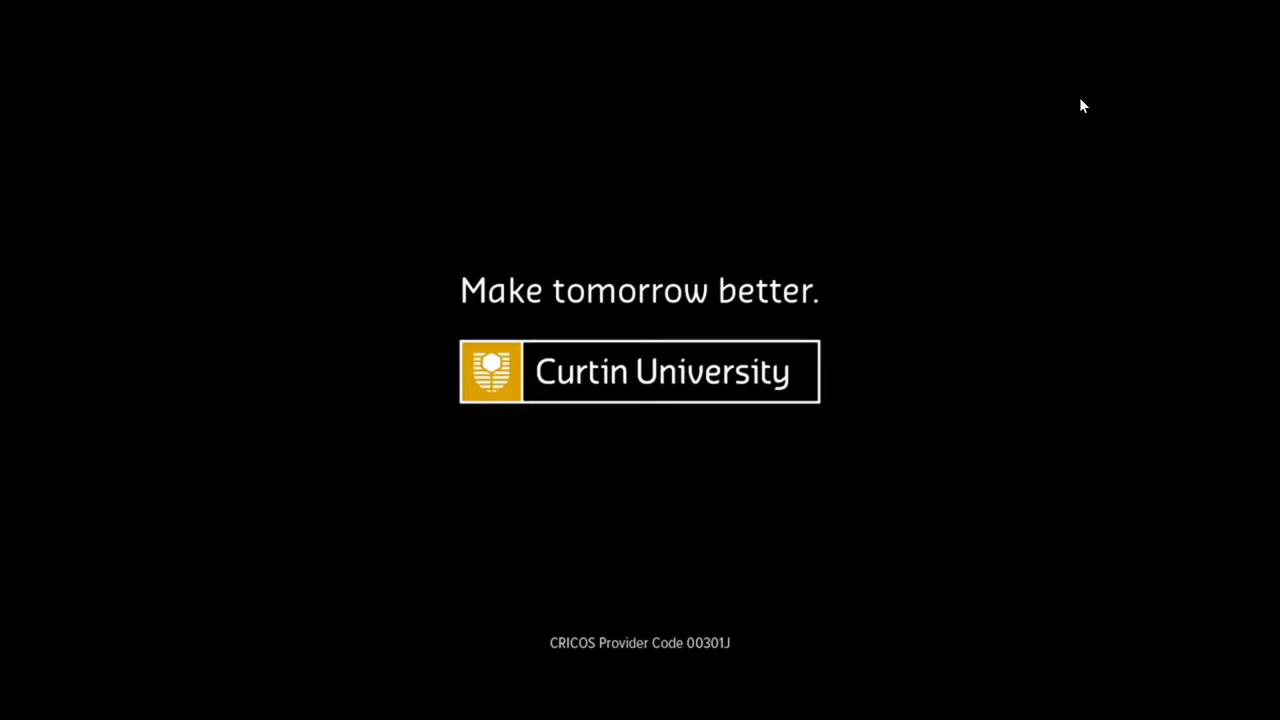 Make tomorrow better.
Curtin University
CRICOS Provider Code 00301J